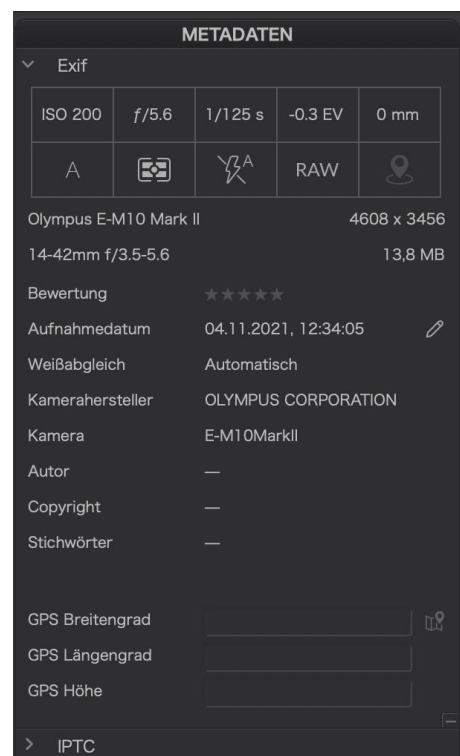 METADATEN
Exif
ISO 200 ƒ/5.6 1/125 s -0.3 EV 0 mm
A A RAW
Olympus E-M10 Mark II 4608 x 3456
14-42mm f/3.5-5.6 13,8 MB
Bewertung ★★★★★
Aufnahmedatum 04.11.2021, 12:34:05
Weißabgleich Automatisch
Kamerahersteller OLYMPUS CORPORATION
Kamera E-M10MarkII
Autor —
Copyright —
Stichwörter —
GPS Breitengrad
GPS Längengrad
GPS Höhe
IPTC